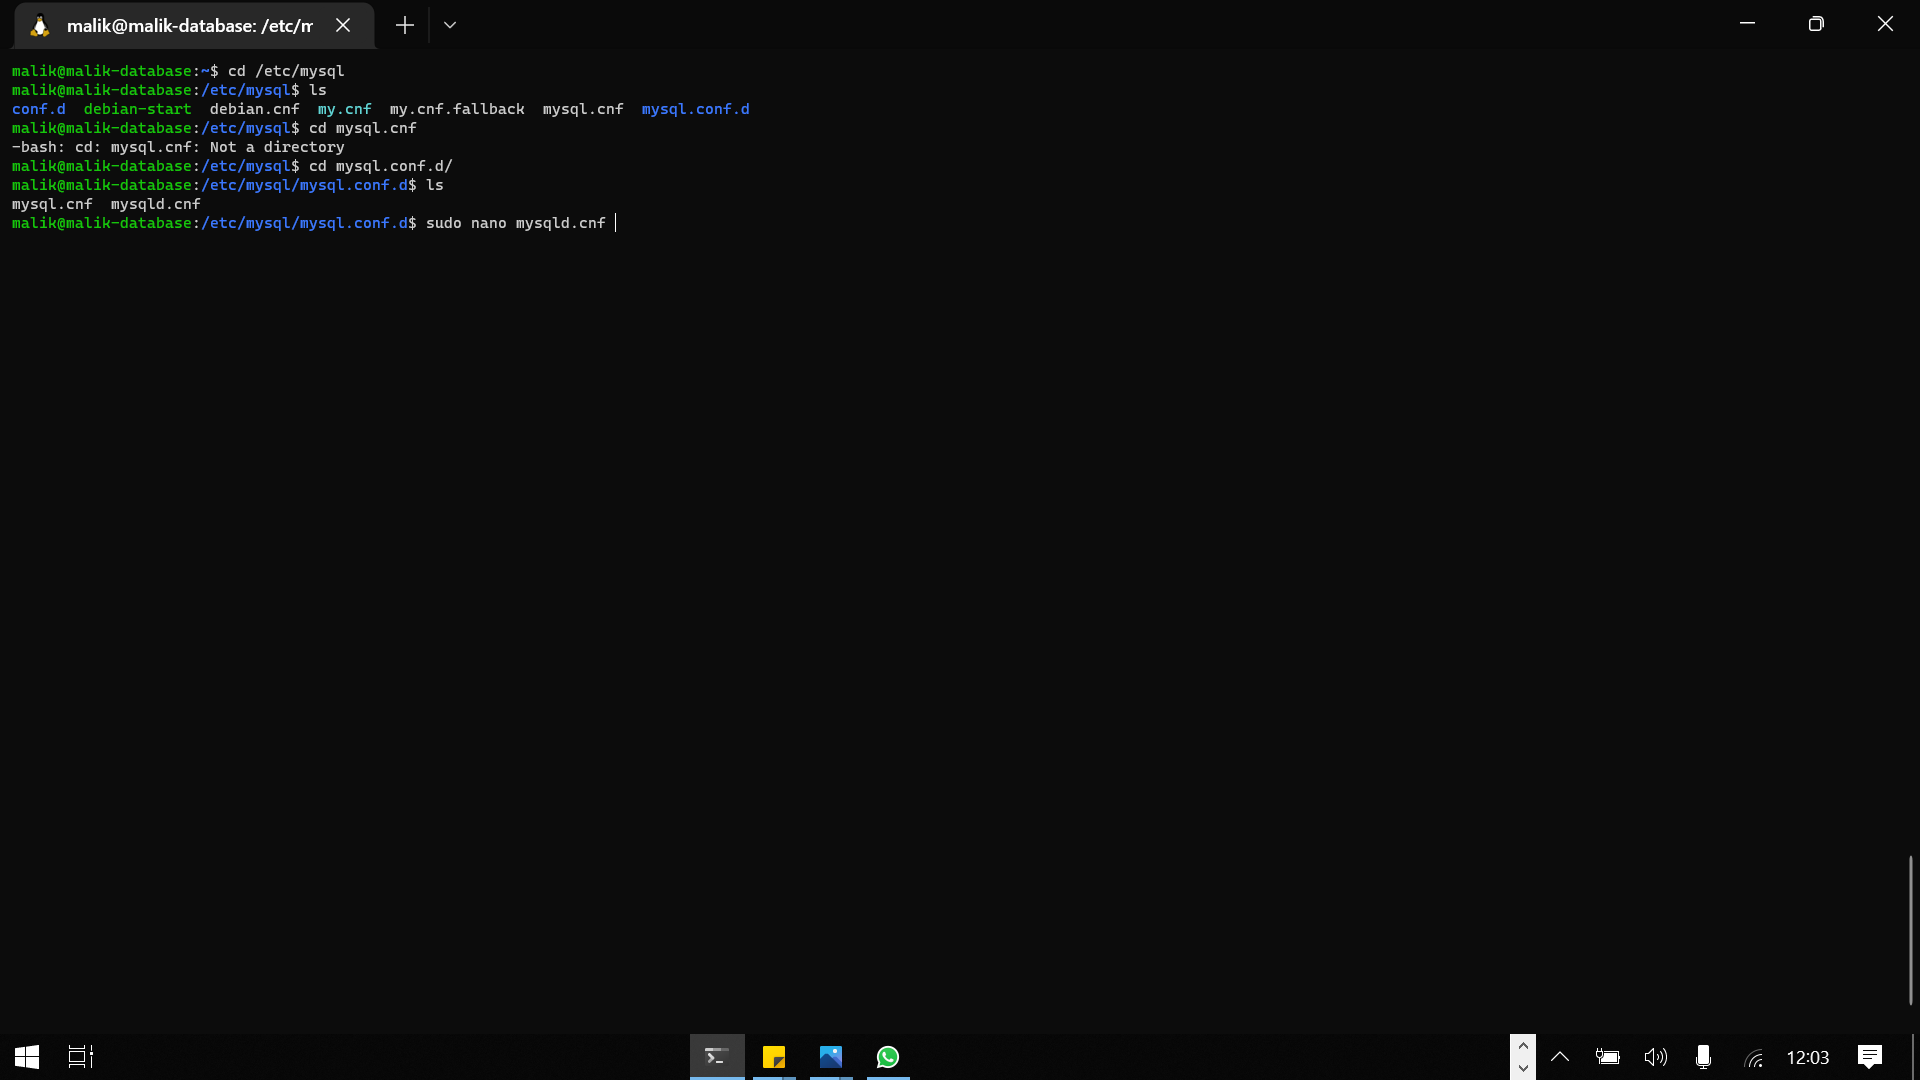 malik@malik-database: /etc/m
malik@malik-database:~$ cd /etc/mysql
malik@malik-database:/etc/mysql$ ls
conf.d  debian-start  debian.cnf  my.cnf  my.cnf.fallback  mysql.cnf  mysql.conf.d
malik@malik-database:/etc/mysql$ cd mysql.cnf
-bash: cd: mysql.cnf: Not a directory
malik@malik-database:/etc/mysql$ cd mysql.conf.d/
malik@malik-database:/etc/mysql/mysql.conf.d$ ls
mysql.cnf  mysqld.cnf
malik@malik-database:/etc/mysql/mysql.conf.d$ sudo nano mysqld.cnf
12:03